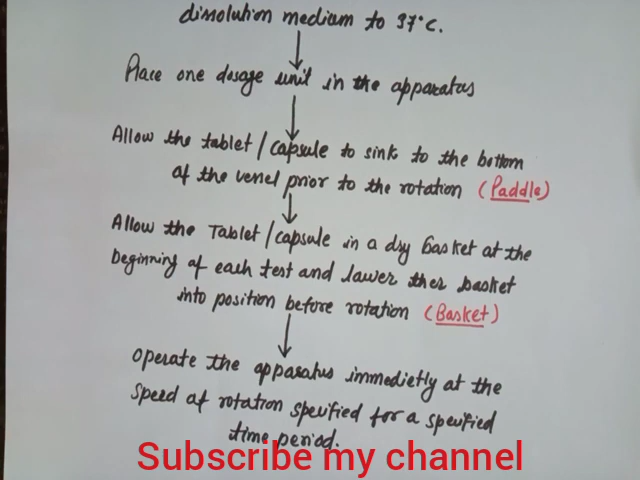 dissolution medium to 37°C.
Place one dosage unit in the apparatus
Allow the tablet/capsule to sink to the bottom
of the vessel prior to the rotation (Paddle)
Allow the Tablet/capsule in a dry basket at the
beginning of each test and lower the basket
into position before rotation (Basket)
Operate the apparatus immedietly at the
speed of rotation specified for a specified
time period.
Subscribe my channel